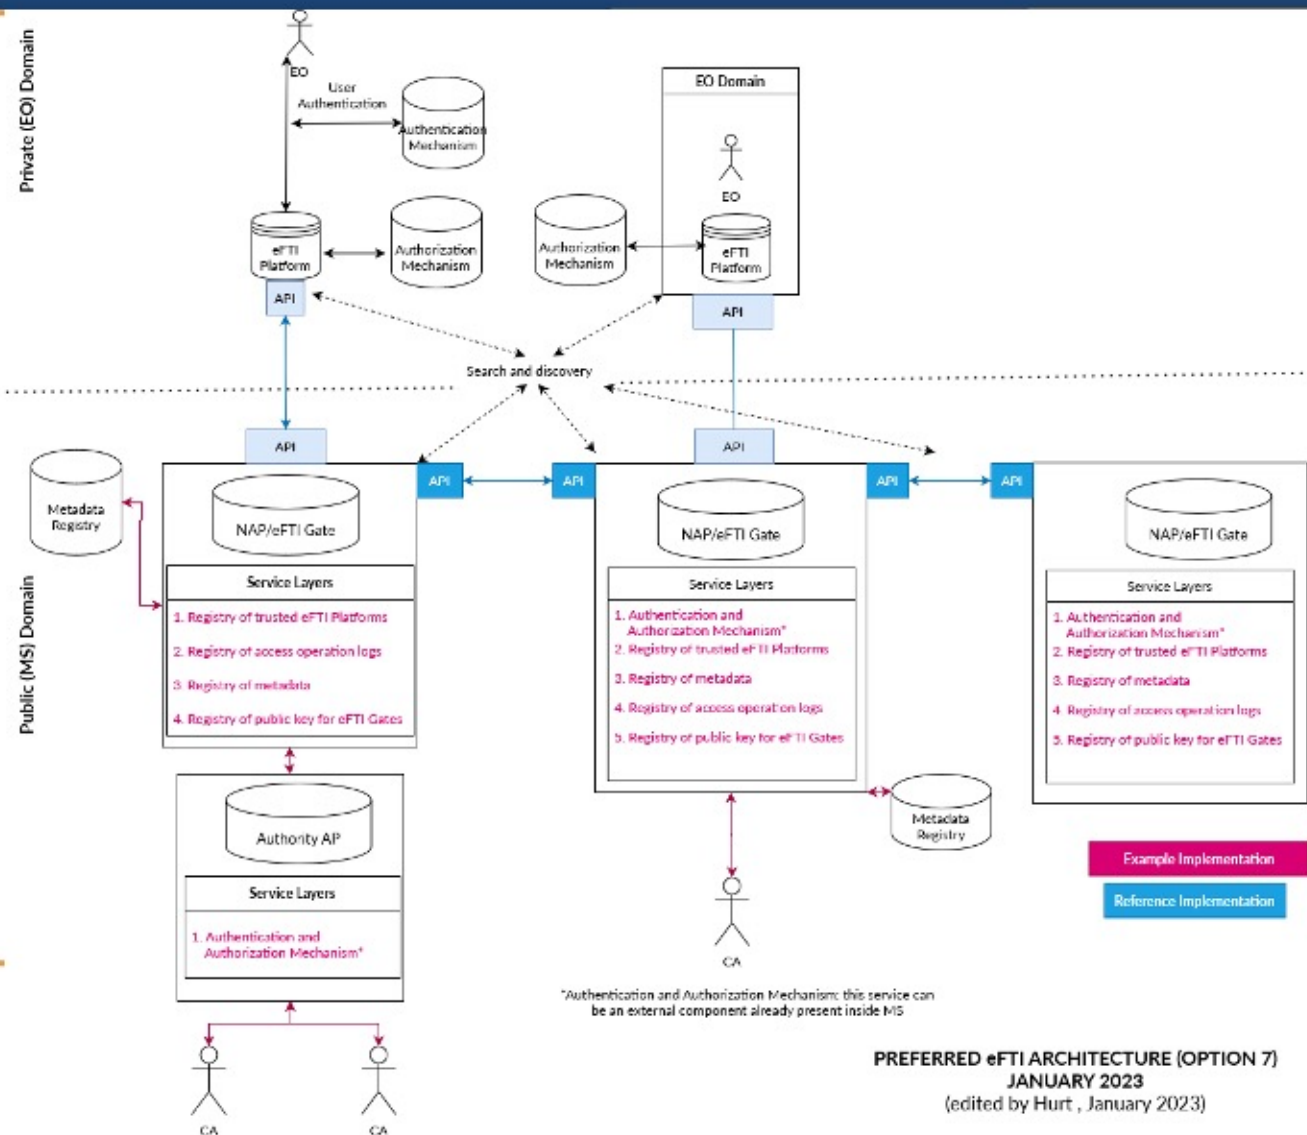 Private (EO) Domain
EO
User
Authentication
Authentication
Mechanism
eFTI
Platform
Authorization
Mechanism
API
EO Domain
EO
Authorization
Mechanism
eFTI
Platform
API
Search and discovery
Public (MS) Domain
Metadata
Registry
API
API
NAP/eFTI Gate
Service Layers
1. Registry of trusted eFTI Platforms
2. Registry of access operation logs
3. Registry of metadata
4. Registry of public key for eFTI Gates
Authority AP
Service Layers
1. Authentication and
Authorization Mechanism*
CA
CA
API
API
NAP/eFTI Gate
Service Layers
1. Authentication and
Authorization Mechanism*
2. Registry of trusted eFTI Platforms
3. Registry of metadata
4. Registry of access operation logs
5. Registry of public key for eFTI Gates
API
Metadata
Registry
CA
API
NAP/eFTI Gate
Service Layers
1. Authentication and
Authorization Mechanism*
2. Registry of trusted eFTI Platforms
3. Registry of metadata
4. Registry of access operation logs
5. Registry of public key for eFTI Gates
Example Implementation
Reference Implementation
*Authentication and Authorization Mechanism: this service can
be an external component already present inside MS
PREFERRED eFTI ARCHITECTURE (OPTION 7)
JANUARY 2023
(edited by Hurt , January 2023)